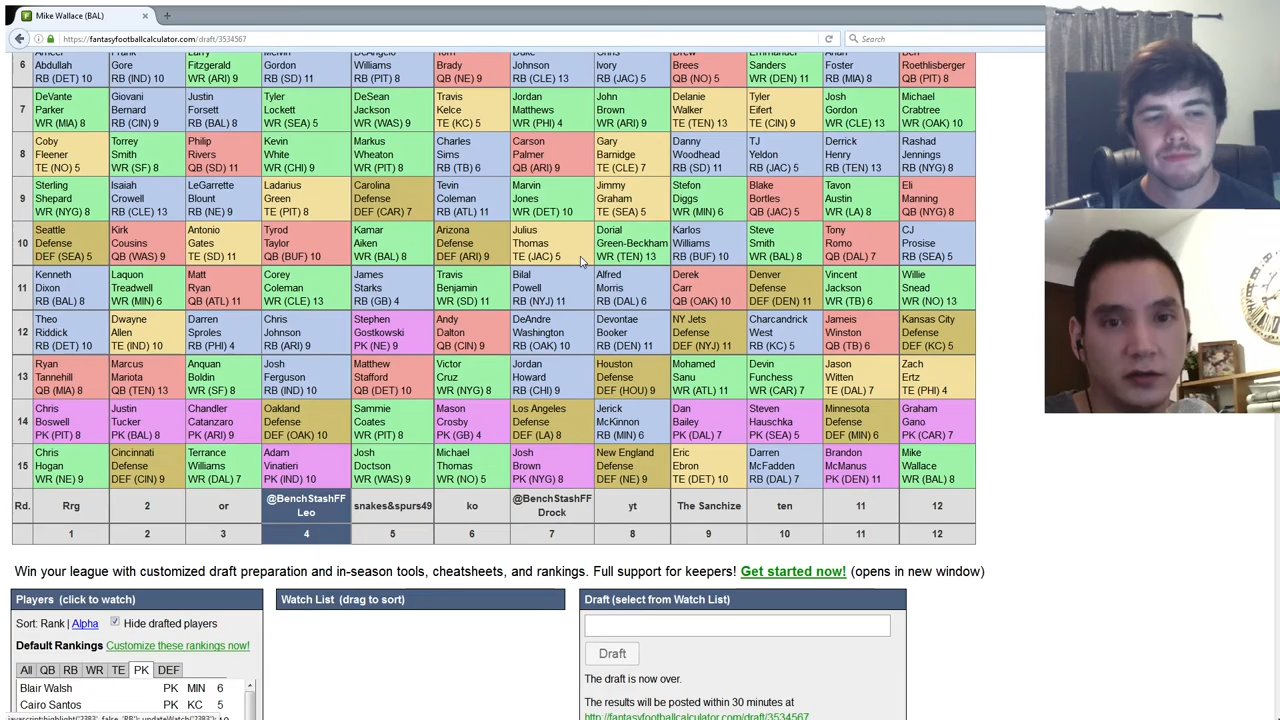 Mike Wallace (BAL)
https://fantasyfootballcalculator.com/draft/3534567
Search
6 Abdullah Gore Fitzgerald Gordon Williams Brady Johnson Ivory Brees Sanders Foster Roethlisberger
RB (DET) 10 RB (IND) 10 WR (ARI) 9 RB (SD) 11 RB (PIT) 8 QB (NE) 9 RB (CLE) 13 RB (JAC) 5 QB (NO) 5 WR (DEN) 11 RB (MIA) 8 QB (PIT) 8
DeVante Giovani Justin Tyler DeSean Travis Jordan John Delanie Tyler Josh Michael
7 Parker Bernard Forsett Lockett Jackson Kelce Matthews Brown Walker Eifert Gordon Crabtree
WR (MIA) 8 RB (CIN) 9 RB (BAL) 8 WR (SEA) 5 WR (WAS) 9 TE (KC) 5 WR (PHI) 4 WR (ARI) 9 TE (TEN) 13 TE (CIN) 9 WR (CLE) 13 WR (OAK) 10
Coby Torrey Philip Kevin Markus Charles Carson Gary Danny TJ Derrick Rashad
8 Fleener Smith Rivers White Wheaton Sims Palmer Barnidge Woodhead Yeldon Henry Jennings
TE (NO) 5 WR (SF) 8 QB (SD) 11 WR (CHI) 9 WR (PIT) 8 RB (TB) 6 QB (ARI) 9 TE (CLE) 7 RB (SD) 11 RB (JAC) 5 RB (TEN) 13 RB (NYG) 8
Sterling Isaiah LeGarrette Ladarius Carolina Tevin Marvin Jimmy Stefon Blake Tavon Eli
9 Shepard Crowell Blount Green Defense Coleman Jones Graham Diggs Bortles Austin Manning
WR (NYG) 8 RB (CLE) 13 RB (NE) 9 TE (PIT) 8 DEF (CAR) 7 RB (ATL) 11 WR (DET) 10 TE (SEA) 5 WR (MIN) 6 QB (JAC) 5 WR (LA) 8 QB (NYG) 8
Seattle Kirk Antonio Tyrod Kamar Arizona Julius Dorial Karlos Steve Tony CJ
10 Defense Cousins Gates Taylor Aiken Defense Thomas Green-Beckham Williams Smith Romo Prosise
DEF (SEA) 5 QB (WAS) 9 TE (SD) 11 QB (BUF) 10 WR (BAL) 8 DEF (ARI) 9 TE (JAC) 5 WR (TEN) 13 RB (BUF) 10 WR (BAL) 8 QB (DAL) 7 RB (SEA) 5
Kenneth Laquon Matt Corey James Travis Bilal Alfred Derek Denver Vincent Willie
11 Dixon Treadwell Ryan Coleman Starks Benjamin Powell Morris Carr Defense Jackson Snead
RB (BAL) 8 WR (MIN) 6 QB (ATL) 11 WR (CLE) 13 RB (GB) 4 WR (SD) 11 RB (NYJ) 11 RB (DAL) 6 QB (OAK) 10 DEF (DEN) 11 WR (TB) 6 WR (NO) 13
Theo Dwayne Darren Chris Stephen Andy DeAndre Devontae NY Jets Charcandrick Jameis Kansas City
12 Riddick Allen Sproles Johnson Gostkowski Dalton Washington Booker Defense West Winston Defense
RB (DET) 10 TE (IND) 10 RB (PHI) 4 RB (ARI) 9 PK (NE) 9 QB (CIN) 9 RB (OAK) 10 RB (DEN) 11 DEF (NYJ) 11 RB (KC) 5 QB (TB) 6 DEF (KC) 5
Ryan Marcus Anquan Josh Matthew Victor Jordan Houston Mohamed Devin Jason Zach
13 Tannehill Mariota Boldin Ferguson Stafford Cruz Howard Defense Sanu Funchess Witten Ertz
QB (MIA) 8 QB (TEN) 13 WR (SF) 8 RB (IND) 10 QB (DET) 10 WR (NYG) 8 RB (CHI) 9 DEF (HOU) 9 WR (ATL) 11 WR (CAR) 7 TE (DAL) 7 TE (PHI) 4
Chris Justin Chandler Oakland Sammie Mason Los Angeles Jerick Dan Steven Minnesota Graham
14 Boswell Tucker Catanzaro Defense Coates Crosby Defense McKinnon Bailey Hauschka Defense Gano
PK (PIT) 8 PK (BAL) 8 PK (ARI) 9 DEF (OAK) 10 WR (PIT) 8 PK (GB) 4 DEF (LA) 8 RB (MIN) 6 PK (DAL) 7 PK (SEA) 5 DEF (MIN) 6 PK (CAR) 7
Chris Cincinnati Terrance Adam Josh Michael Josh New England Eric Darren Brandon Mike
15 Hogan Defense Williams Vinatieri Doctson Thomas Brown Defense Ebron McFadden McManus Wallace
WR (NE) 9 DEF (CIN) 9 WR (DAL) 7 PK (IND) 10 WR (WAS) 9 WR (NO) 5 PK (NYG) 8 DEF (NE) 9 TE (DET) 10 RB (DAL) 7 PK (DEN) 11 WR (BAL) 8
Rd. Rrg 2 or @BenchStashFF Leo snakes&spurs49 ko @BenchStashFF Drock yt The Sanchize ten 11 12
1 2 3 4 5 6 7 8 9 10 11 12
Win your league with customized draft preparation and in-season tools, cheatsheets, and rankings. Full support for keepers! Get started now! (opens in new window)
Players (click to watch)
Watch List (drag to sort)
Draft (select from Watch List)
Sort: Rank | Alpha Hide drafted players
Default Rankings Customize these rankings now!
All QB RB WR TE PK DEF
Blair Walsh PK MIN 6
Cairo Santos PK KC 5
Draft
The draft is now over.
The results will be posted within 30 minutes at
http://fantasyfootballcalculator.com/draft/3534567